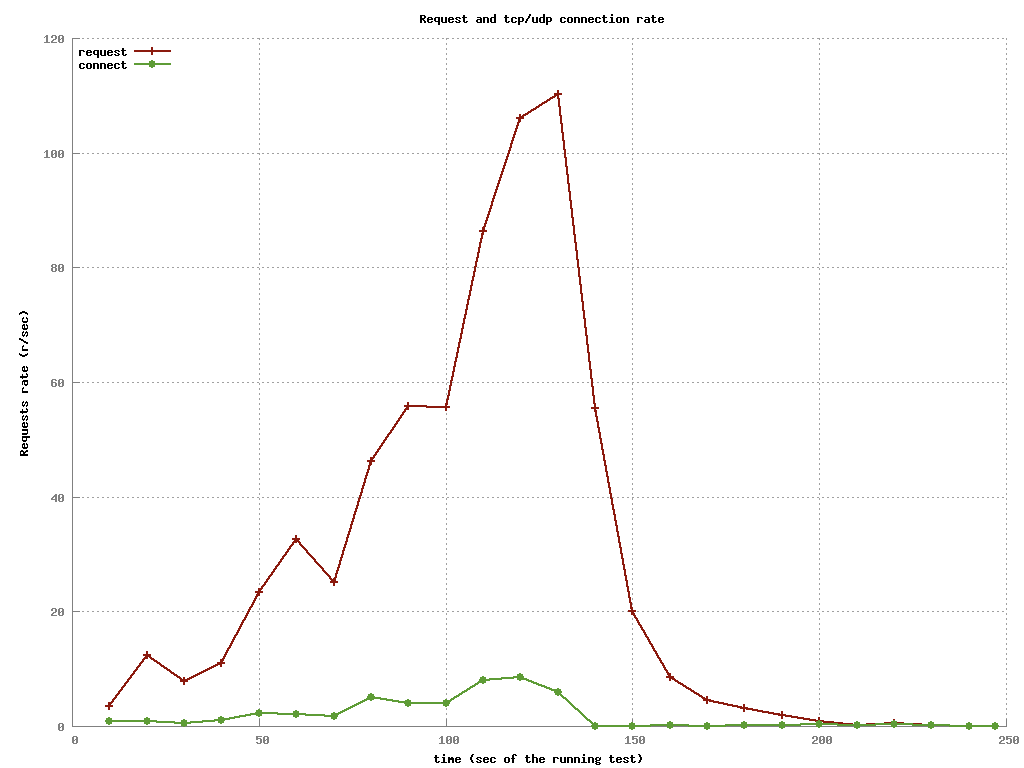 Request and tcp/udp connection rate
120
request
connect
100
80
60
40
20
0
Requests rate (r/sec)
0 50 100 150 200 250
time (sec of the running test)